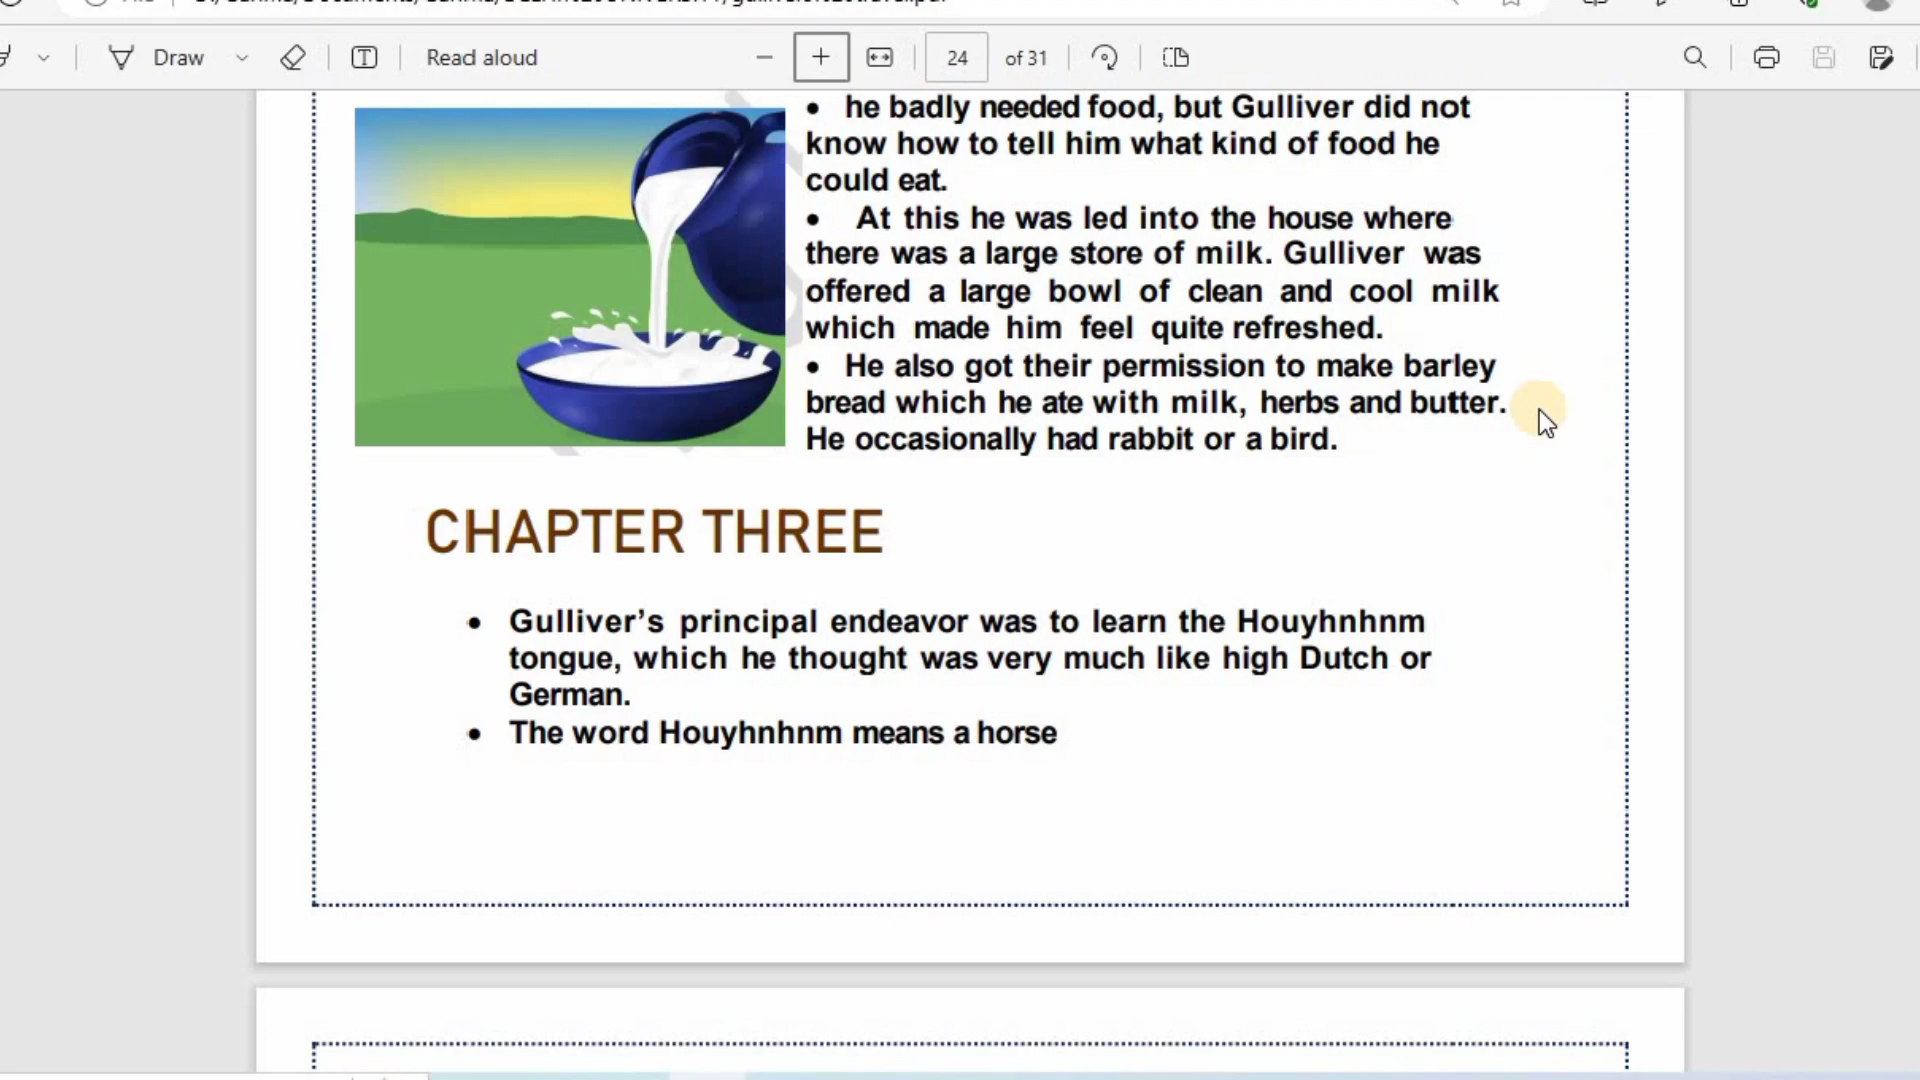 Draw
Read aloud
24 of 31
• he badly needed food, but Gulliver did not
know how to tell him what kind of food he
could eat.
• At this he was led into the house where
there was a large store of milk. Gulliver was
offered a large bowl of clean and cool milk
which made him feel quite refreshed.
• He also got their permission to make barley
bread which he ate with milk, herbs and butter.
He occasionally had rabbit or a bird.
CHAPTER THREE
• Gulliver’s principal endeavor was to learn the Houyhnhnm
tongue, which he thought was very much like high Dutch or
German.
• The word Houyhnhnm means a horse